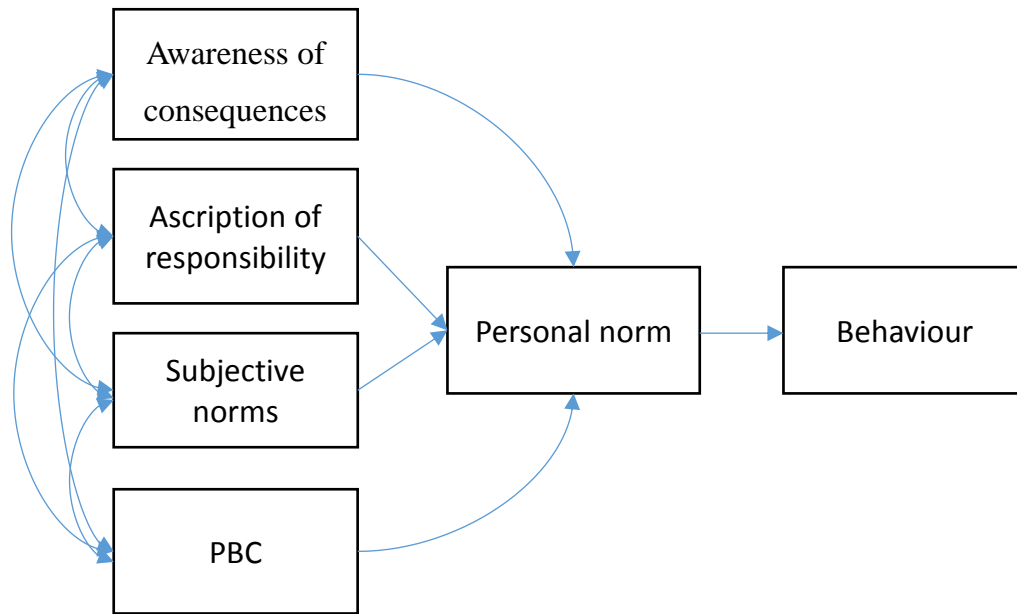 Awareness of
consequences
Ascription of
responsibility
Subjective
norms
PBC
Personal norm
Behaviour